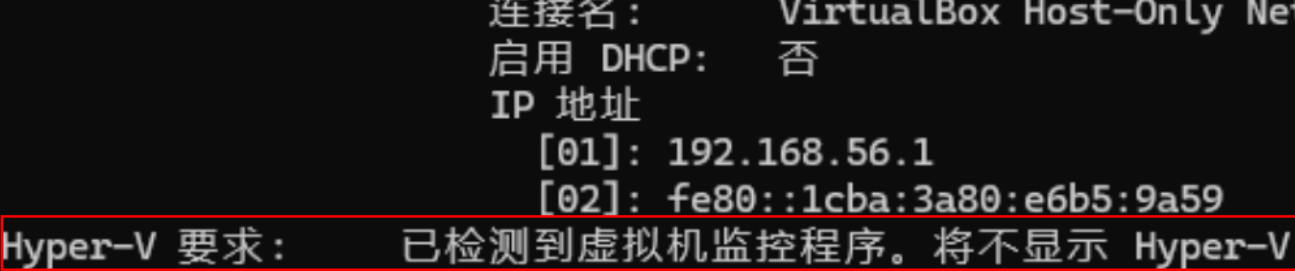 连接名:      VirtualBox Host-Only Ne
启用 DHCP:   否
IP 地址
[01]: 192.168.56.1
[02]: fe80::1cba:3a80:e6b5:9a59
Hyper-V 要求:     已检测到虚拟机监控程序。将不显示 Hyper-V